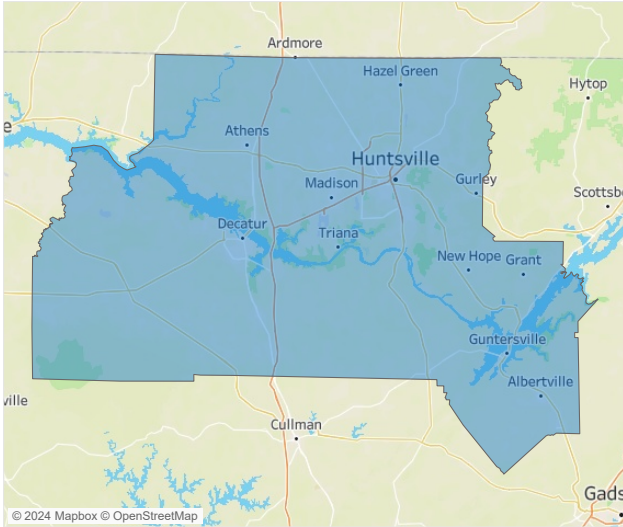 Ardmore
Hazel Green
Hytop
Athens
Huntsville
Madison
Gurley
Scottsb
Decatur
Triana
New Hope
Grant
Guntersville
Albertville
ville
Cullman
Gads
e
© 2024 Mapbox © OpenStreetMap